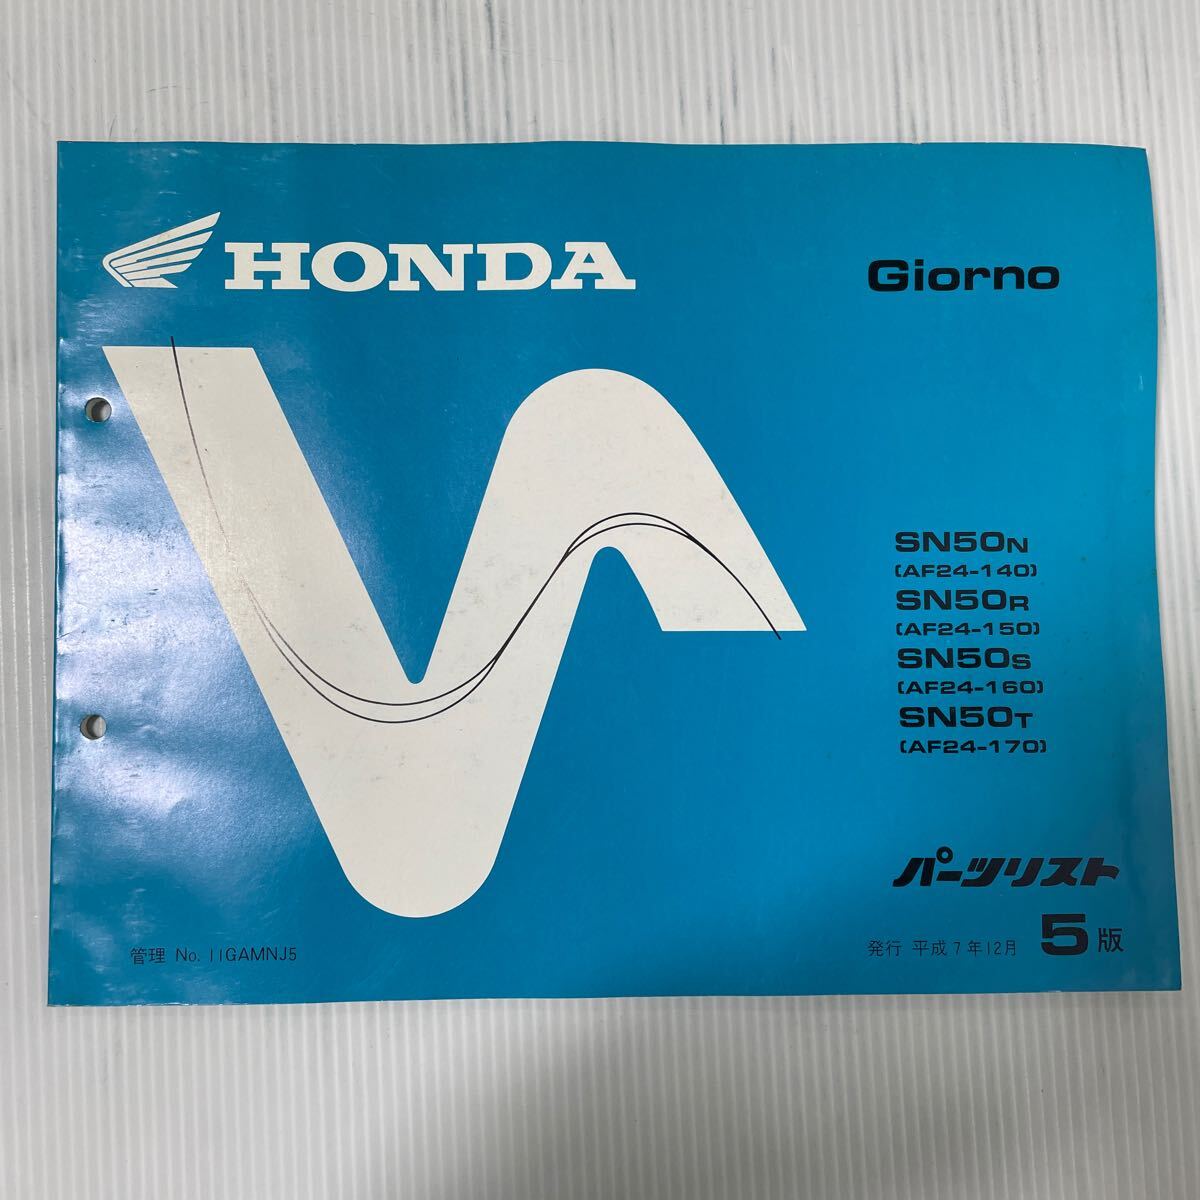 HONDA
Giorno
SN50N
(AF24-140)
SN50R
(AF24-150)
SN50S
(AF24-160)
SN50T
(AF24-170)
パーツリスト
管理 No. 11GAMNJ5
発行 平成7年12月 5版